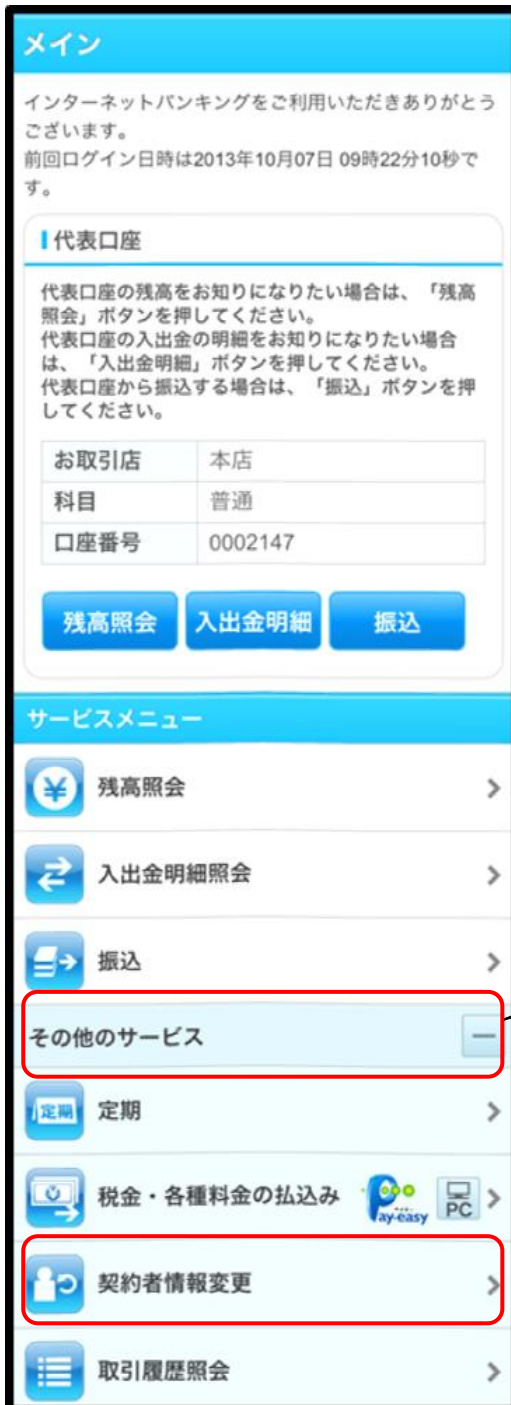 メイン
インターネットバンキングをご利用いただきありがとう
ございます。
前回ログイン日時は2013年10月07日 09時22分10秒で
す。
代表口座
代表口座の残高をお知りになりたい場合は、「残高
照会」ボタンを押してください。
代表口座の入出金の明細をお知りになりたい場合
は、「入出金明細」ボタンを押してください。
代表口座から振込する場合は、「振込」ボタンを押
してください。
お取引店 本店
科目 普通
口座番号 0002147
残高照会 入出金明細 振込
サービスメニュー
¥ 残高照会
入出金明細照会
振込
その他のサービス
定期 定期
税金・各種料金の払込み Pay-easy PC
契約者情報変更
取引履歴照会